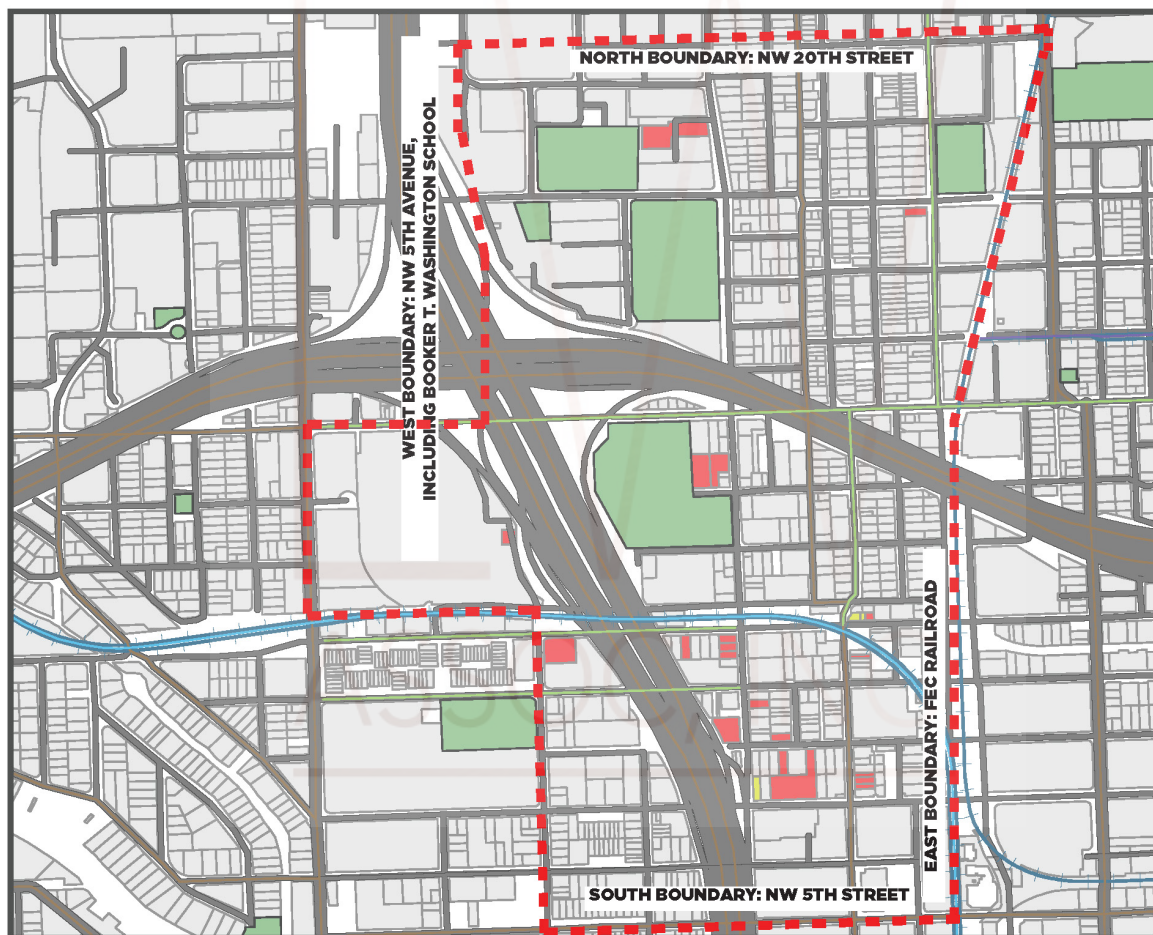 NORTH BOUNDARY: NW 20TH STREET
WEST BOUNDARY: NW 5TH AVENUE,
INCLUDING BOOKER T. WASHINGTON SCHOOL
EAST BOUNDARY: FEC RAILROAD
SOUTH BOUNDARY: NW 5TH STREET